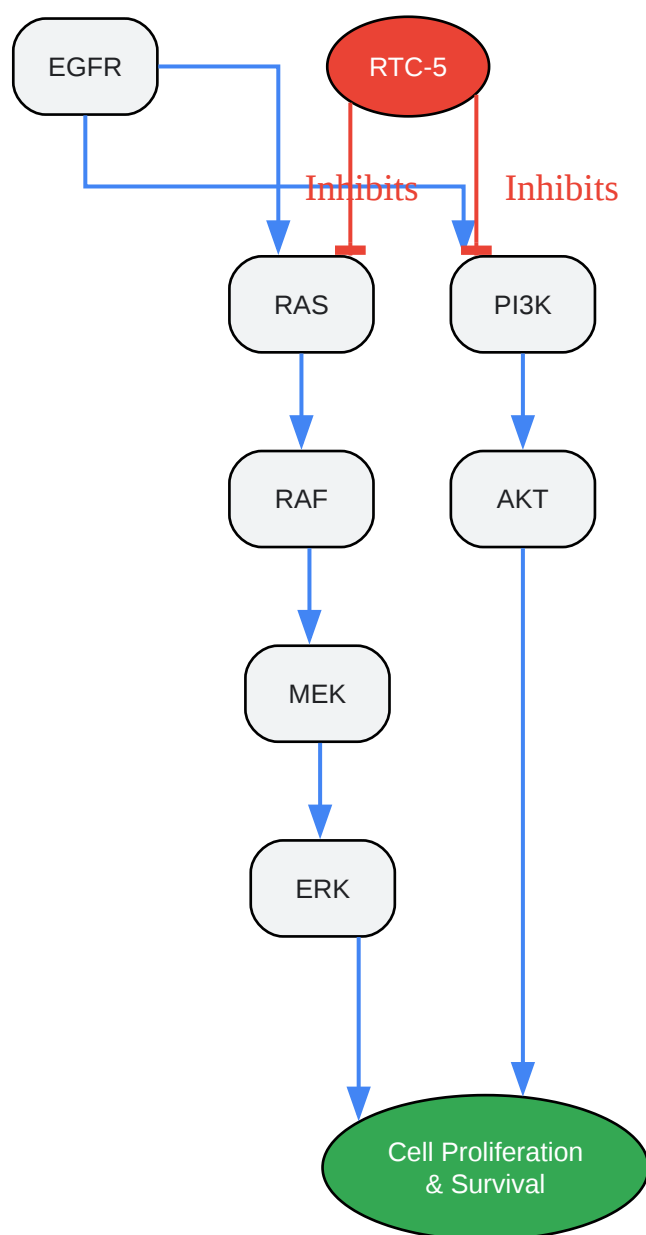 EGFR
RTC-5
Inhibits
Inhibits
RAS
PI3K
RAF
AKT
MEK
ERK
Cell Proliferation
& Survival